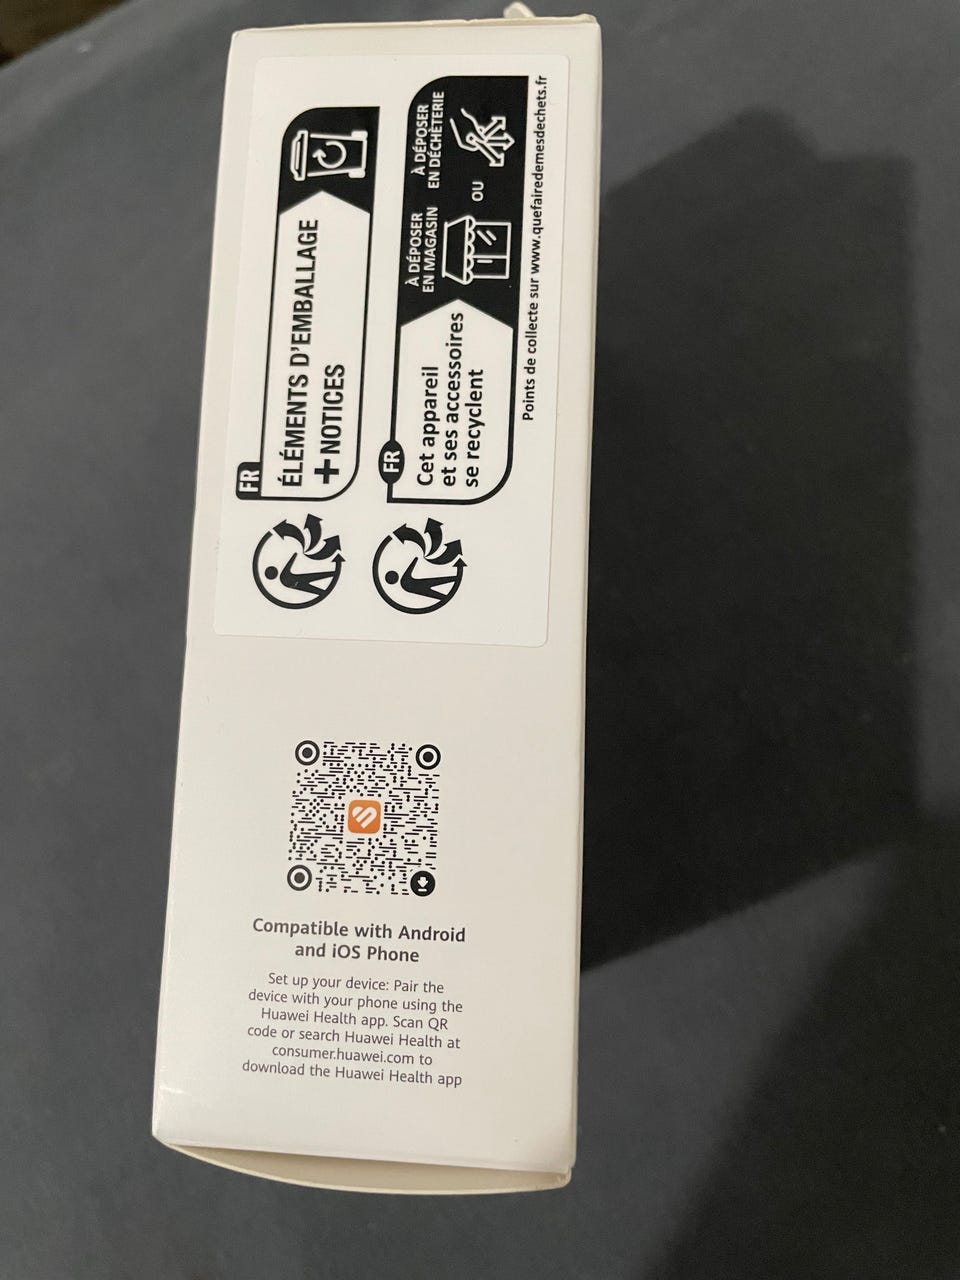 FR
ÉLÉMENTS D'EMBALLAGE
+ NOTICES
FR
Cet appareil
et ses accessoires
se recyclent
À DÉPOSER
EN MAGASIN
OU
À DÉPOSER
EN DÉCHÈTERIE
Points de collecte sur www.quefairedemesdechets.fr
Compatible with Android
and iOS Phone
Set up your device: Pair the
device with your phone using the
Huawei Health app. Scan QR
code or search Huawei Health at
consumer.huawei.com to
download the Huawei Health app